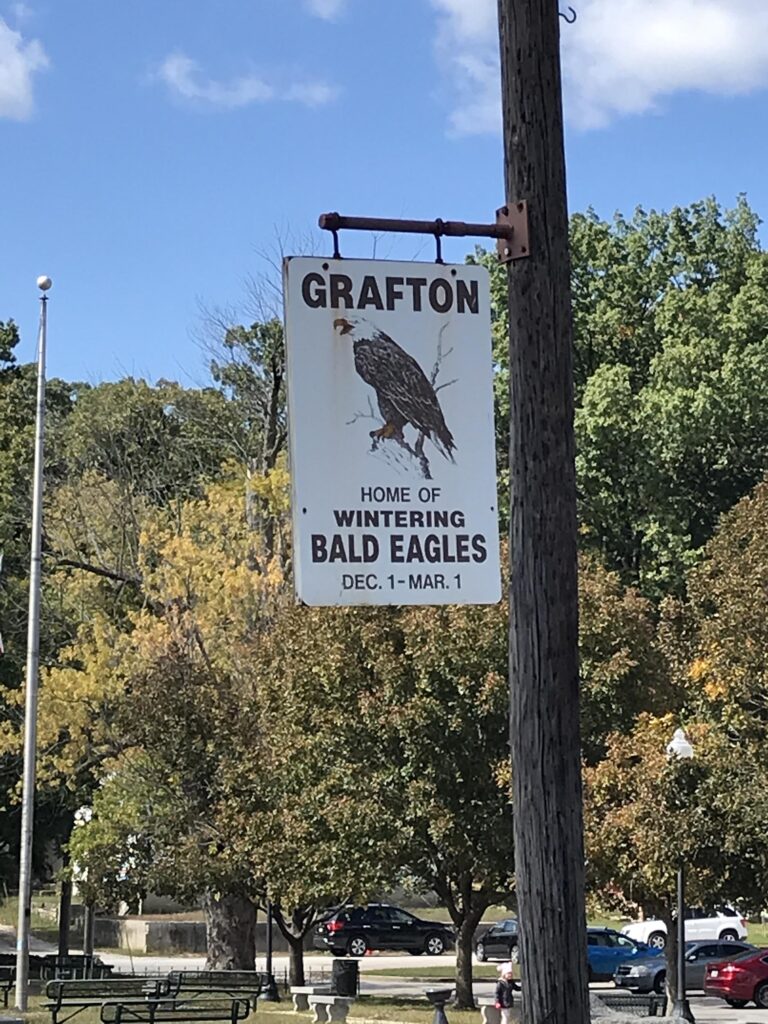 GRAFTON
HOME OF
WINTERING
BALD EAGLES
DEC. 1-MAR. 1